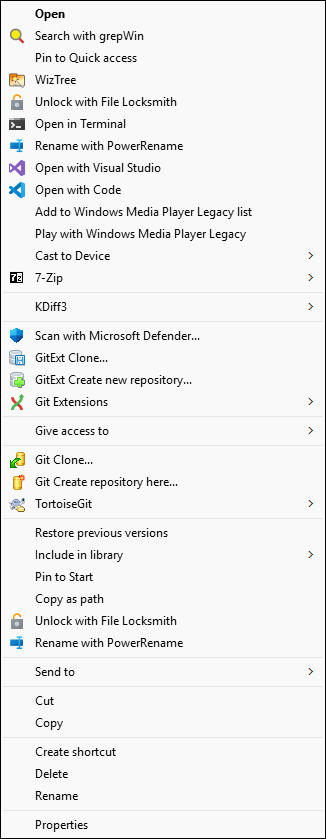 Open
Search with grepWin
Pin to Quick access
WizTree
Unlock with File Locksmith
Open in Terminal
Rename with PowerRename
Open with Visual Studio
Open with Code
Add to Windows Media Player Legacy list
Play with Windows Media Player Legacy
Cast to Device
7-Zip
KDiff3
Scan with Microsoft Defender...
GitExt Clone...
GitExt Create new repository...
Git Extensions
Give access to
Git Clone...
Git Create repository here...
TortoiseGit
Restore previous versions
Include in library
Pin to Start
Copy as path
Unlock with File Locksmith
Rename with PowerRename
Send to
Cut
Copy
Create shortcut
Delete
Rename
Properties